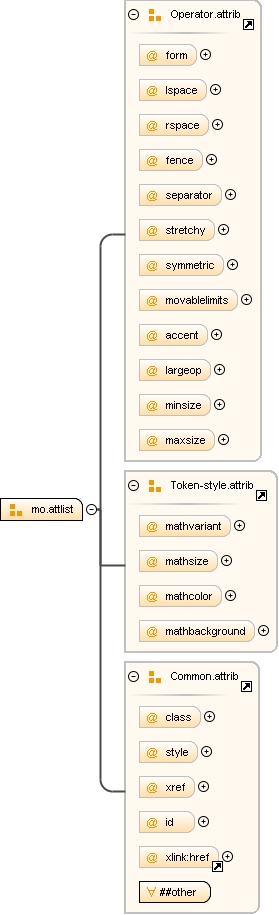 Operator.attrib
@ form
@ lspace
@ rspace
@ fence
@ separator
@ stretchy
@ symmetric
@ movablelimits
@ accent
@ largeop
@ minsize
@ maxsize
mo.attlist
Token-style.attrib
@ mathvariant
@ mathsize
@ mathcolor
@ mathbackground
Common.attrib
@ class
@ style
@ xref
@ id
@ xlink:href
∀ ##other